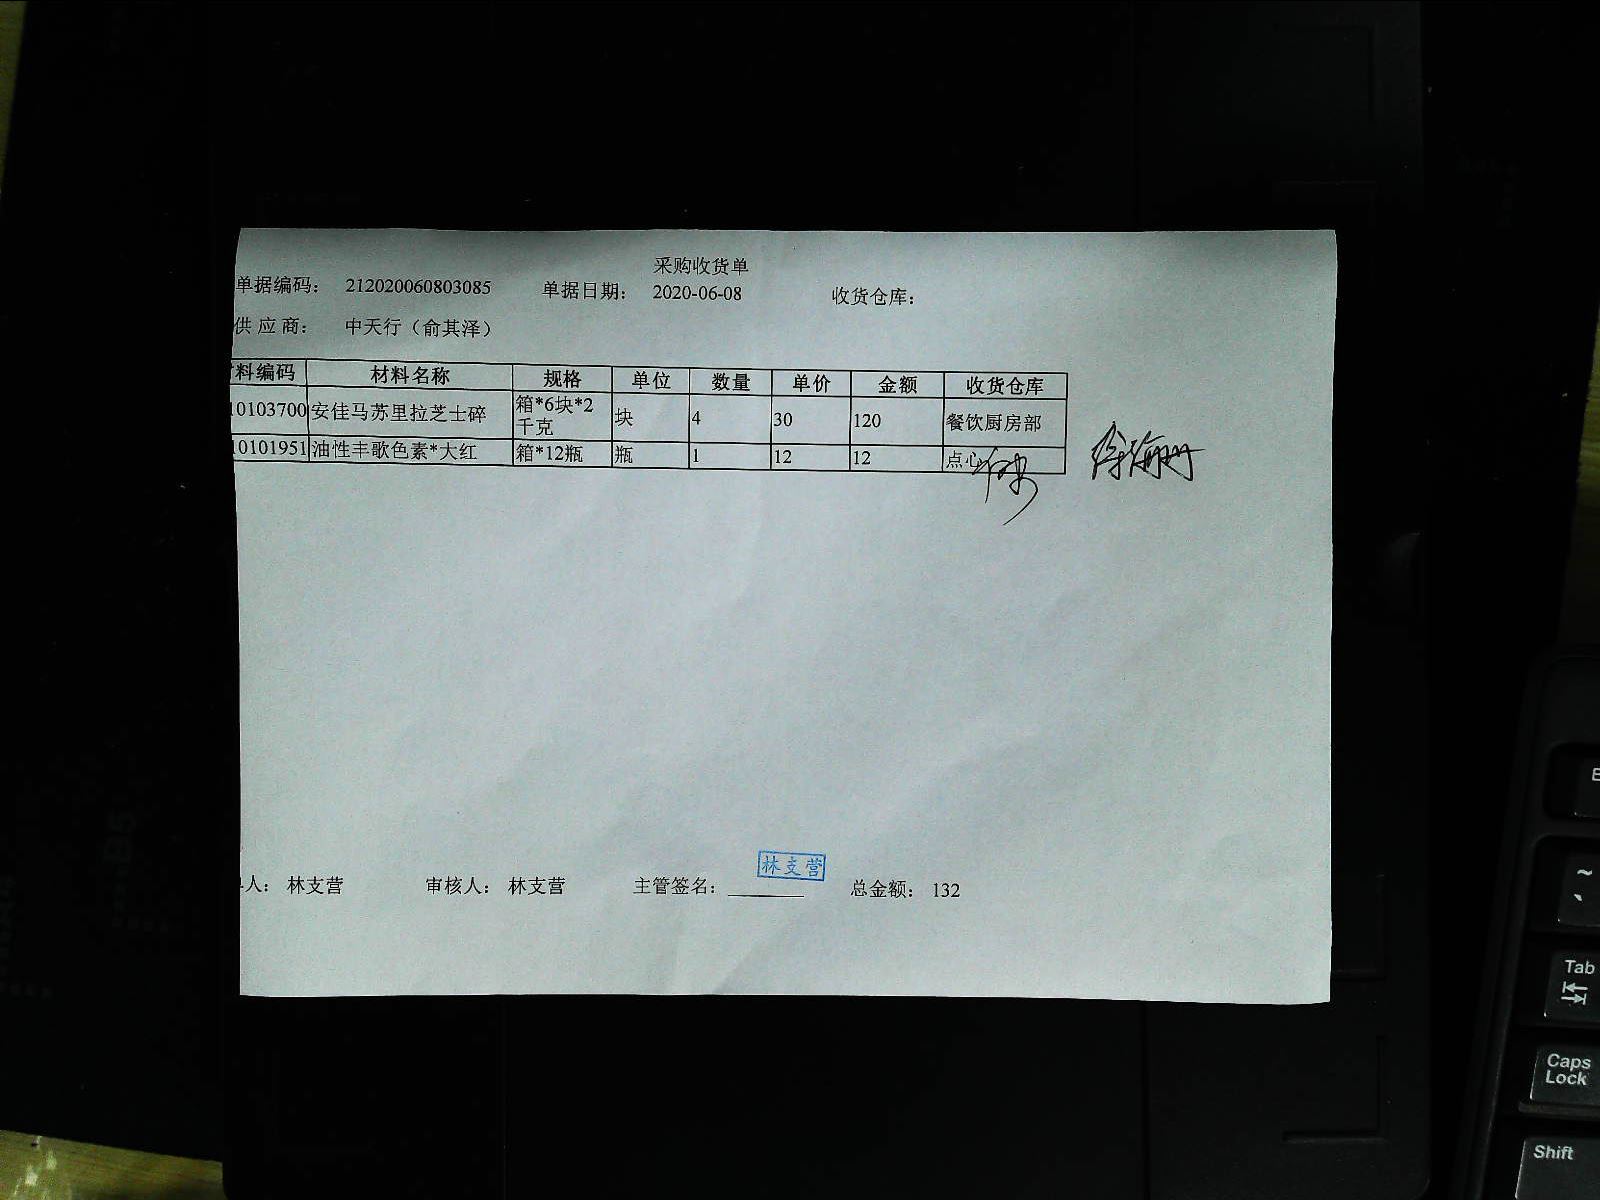 采购收货单
单据编码： 212020060803085 单据日期： 2020-06-08 收货仓库：
供 应 商： 中天行（俞其泽）
料编码 材料名称 规格 单位 数量 单价 金额 收货仓库
10103700 安佳马苏里拉芝士碎 箱*6块*2千克 块 4 30 120 餐饮厨房部
10101951 油性丰歌色素*大红 箱*12瓶 瓶 1 12 12 点心
林支营
人： 林支营 审核人： 林支营 主管签名： 总金额： 132
Tab
Caps Lock
Shift